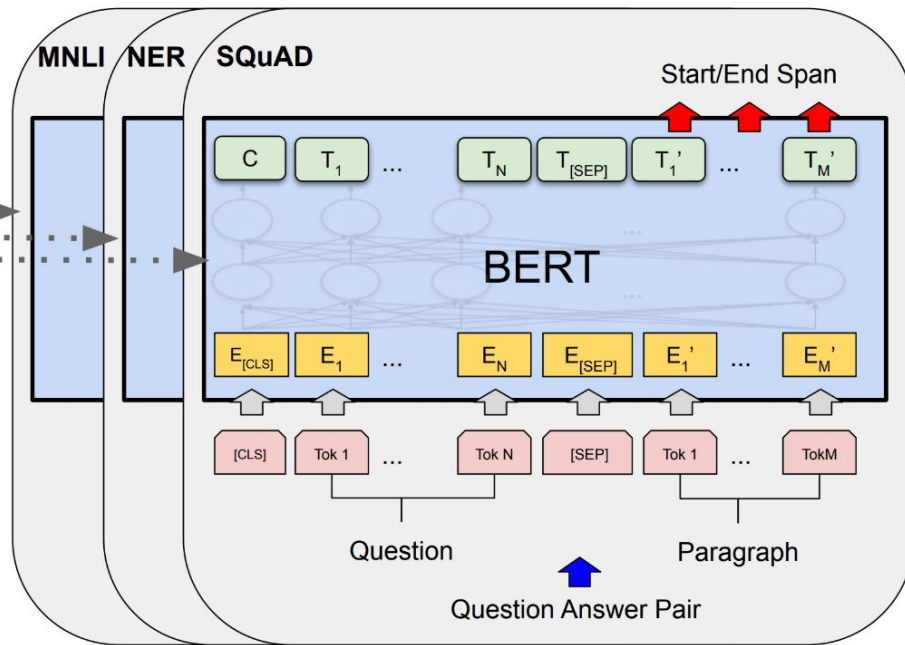 MNLI NER SQuAD
Start/End Span
C T1 ... TN T[SEP] T1' ... TM'
...
BERT
...
E[CLS] E1 ... EN E[SEP] E1' ... EM'
[CLS] Tok 1 ... Tok N [SEP] Tok 1 ... TokM
Question Paragraph
Question Answer Pair